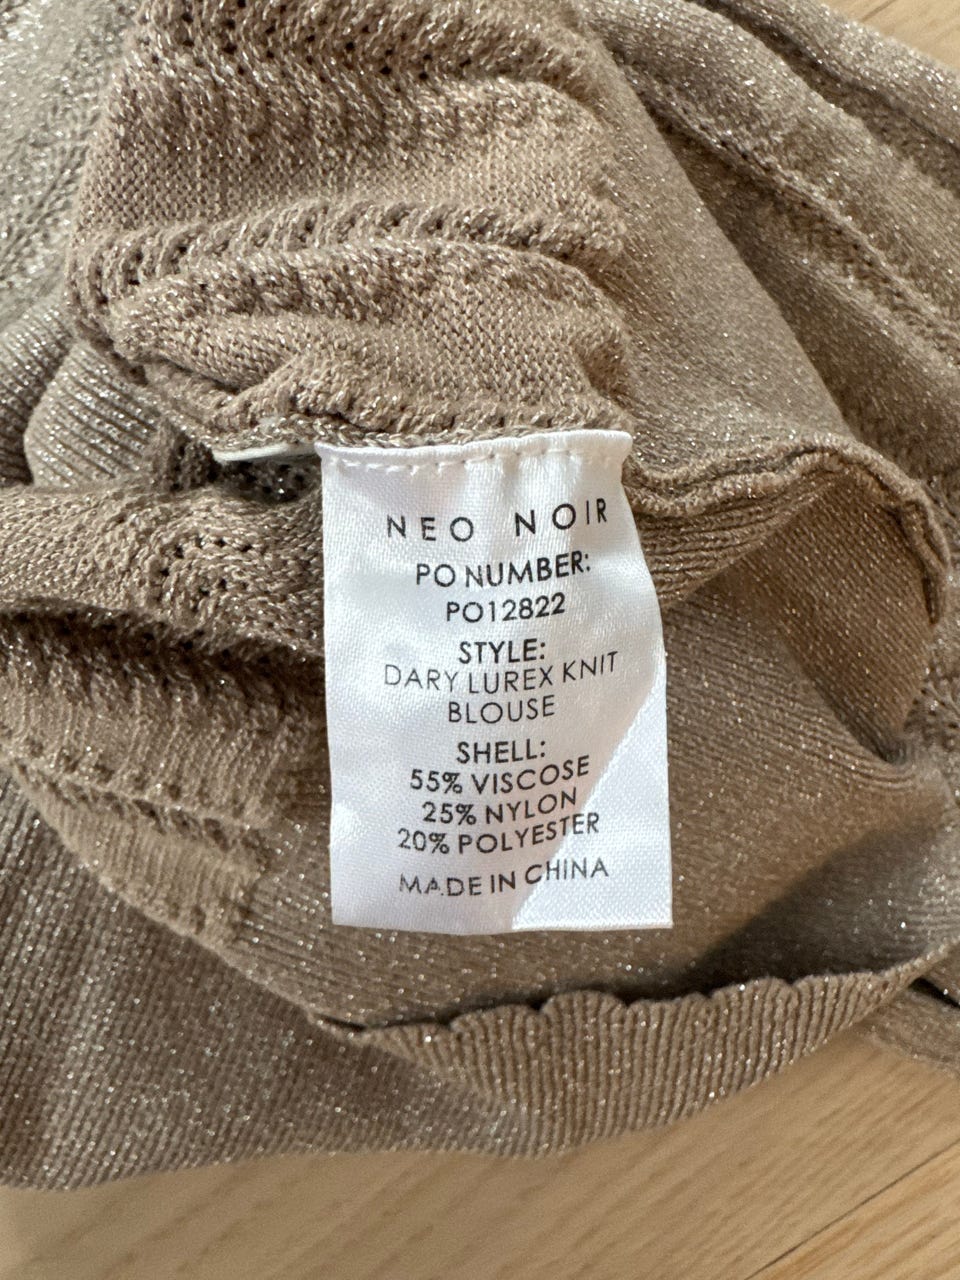 NEO NOIR
PO NUMBER:
PO12822
STYLE:
DARY LUREX KNIT
BLOUSE
SHELL:
55% VISCOSE
25% NYLON
20% POLYESTER
MADE IN CHINA